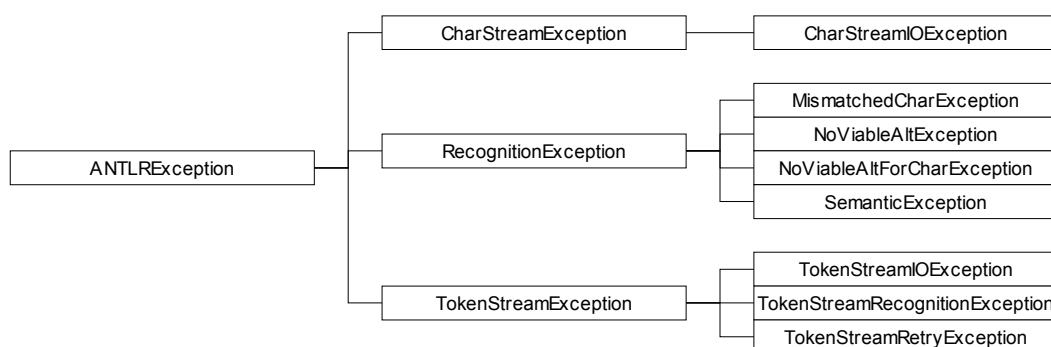 CharStreamException
CharStreamIOException
MismatchedCharException
NoViableAltException
ANTLRException
RecognitionException
NoViableAltForCharException
SemanticException
TokenStreamIOException
TokenStreamException
TokenStreamRecognitionException
TokenStreamRetryException